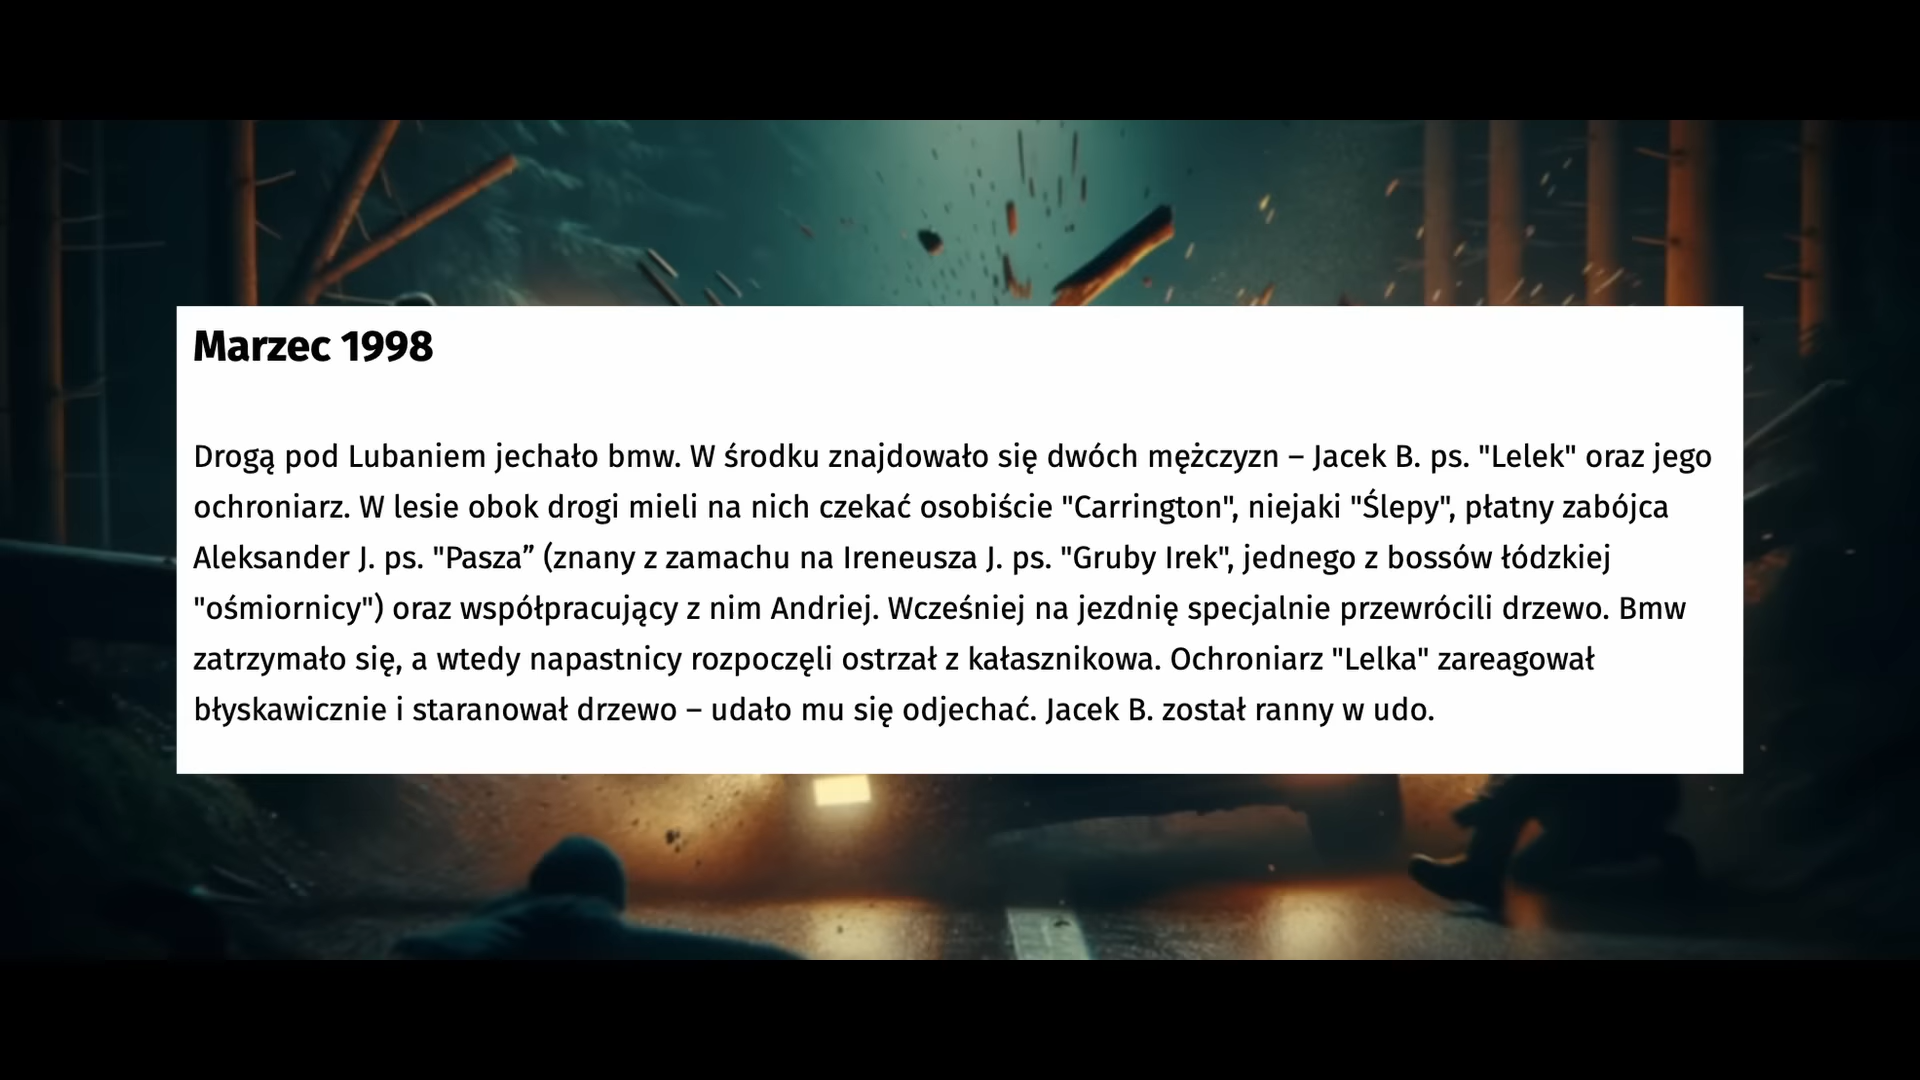 Marzec 1998
Drogą pod Lubaniem jechało bmw. W środku znajdowało się dwóch mężczyzn – Jacek B. ps. "Lelek" oraz jego
ochroniarz. W lesie obok drogi mieli na nich czekać osobiście "Carrington", niejaki "Ślepy", płatny zabójca
Aleksander J. ps. "Pasza” (znany z zamachu na Ireneusza J. ps. "Gruby Irek", jednego z bossów łódzkiej
"ośmiornicy") oraz współpracujący z nim Andriej. Wcześniej na jezdnię specjalnie przewrócili drzewo. Bmw
zatrzymało się, a wtedy napastnicy rozpoczęli ostrzał z kałasznikowa. Ochroniarz "Lelka" zareagował
błyskawicznie i staranował drzewo – udało mu się odjechać. Jacek B. został ranny w udo.